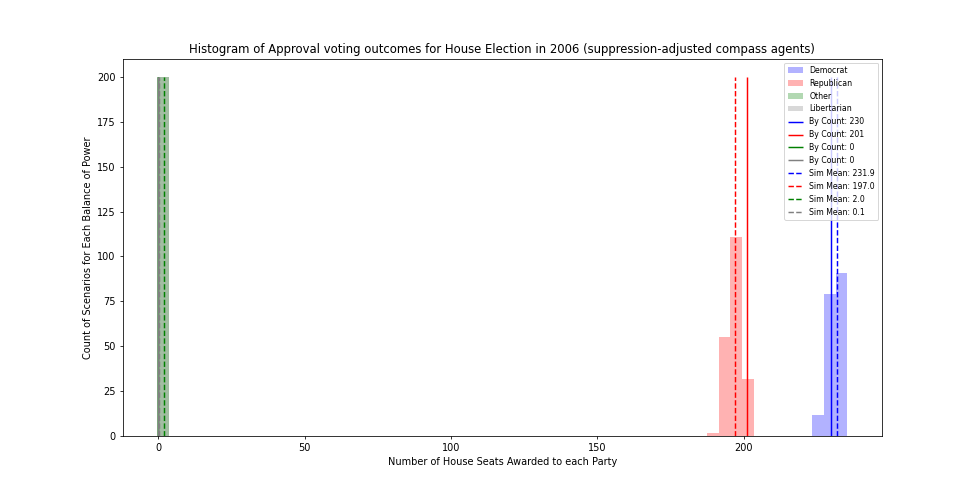 Histogram of Approval voting outcomes for House Election in 2006 (suppression-adjusted compass agents)
Count of Scenarios for Each Balance of Power
200
175
150
125
100
75
50
25
0
Democrat
Republican
Other
Libertarian
By Count: 230
By Count: 201
By Count: 0
By Count: 0
Sim Mean: 231.9
Sim Mean: 197.0
Sim Mean: 2.0
Sim Mean: 0.1
0
50
100
150
200
Number of House Seats Awarded to each Party